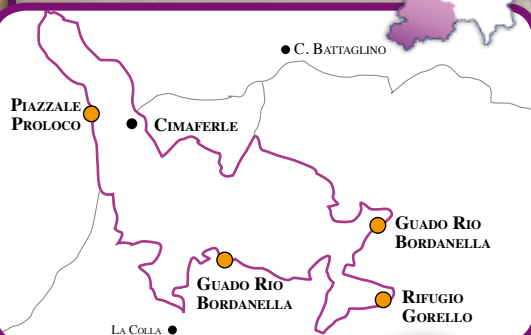 C. BATTAGLINO
PIAZZALE
PROLOCO
CIMAFERLE
GUADO RIO
BORDANELLA
GUADO RIO
BORDANELLA
RIFUGIO
GORELLO
LA COLLA